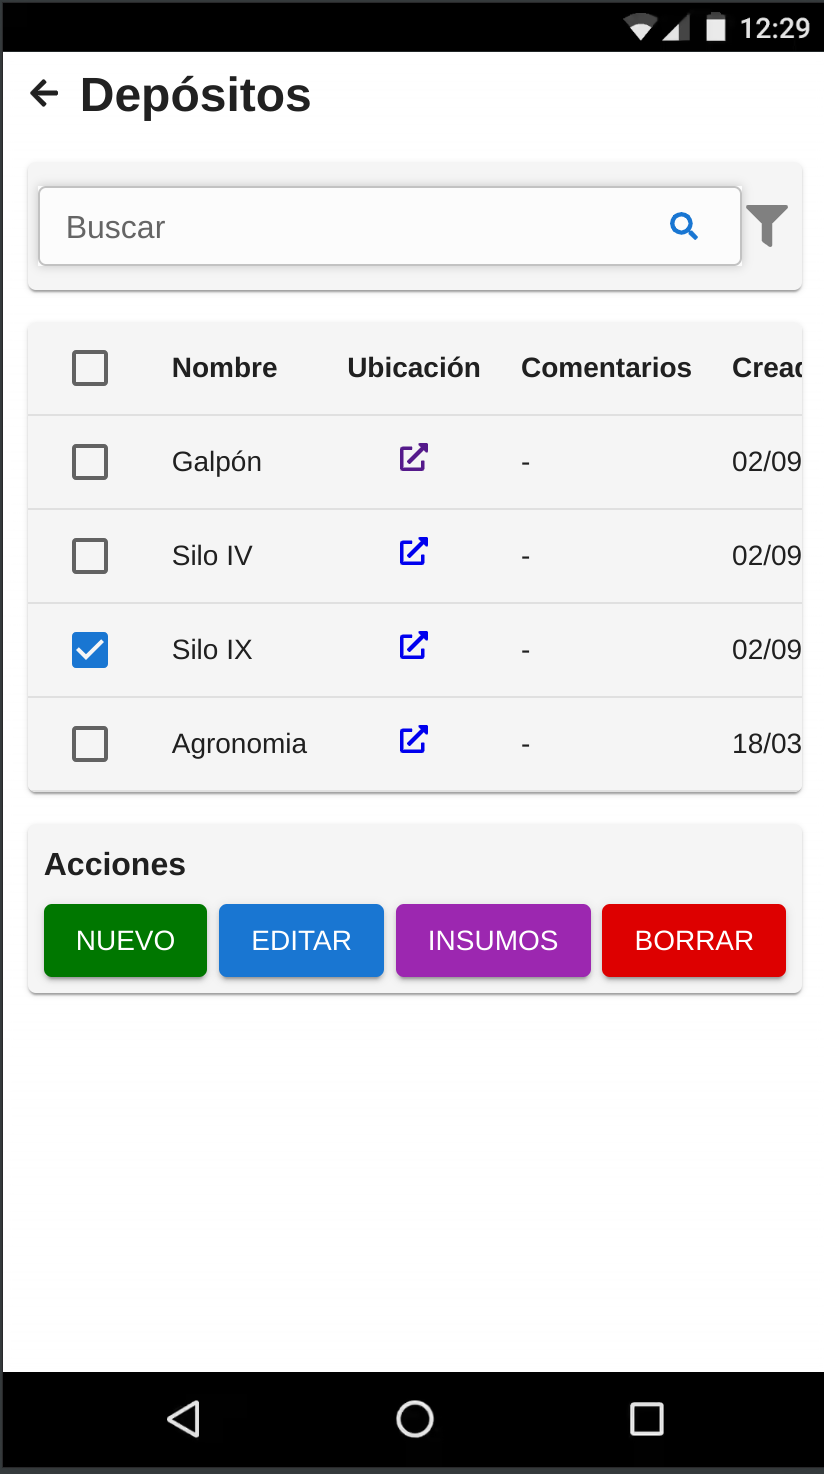 12:29
Depósitos
Buscar
Nombre Ubicación Comentarios Cread
Galpón - 02/09
Silo IV - 02/09
Silo IX - 02/09
Agronomia - 18/03
Acciones
NUEVO EDITAR INSUMOS BORRAR